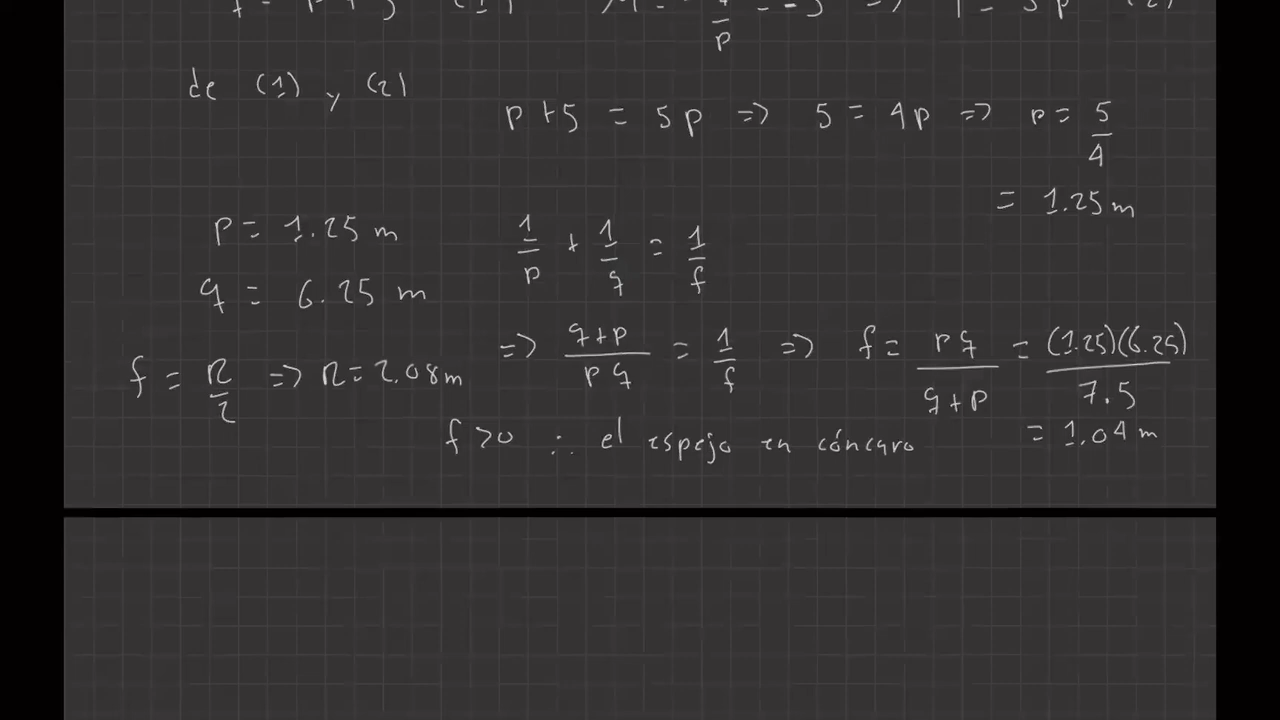 p
de (1) y (2)
p + 5 = 5p => 5 = 4p => p = 5/4
= 1.25 m
p = 1.25 m
1/p + 1/q = 1/f
q = 6.25 m
=> q+p / pq = 1/f => f = pq / q+p = (1.25)(6.25) / 7.5
f = R/2 => R = 2.08 m
= 1.04 m
f > 0 ∴ el espejo en cóncavo